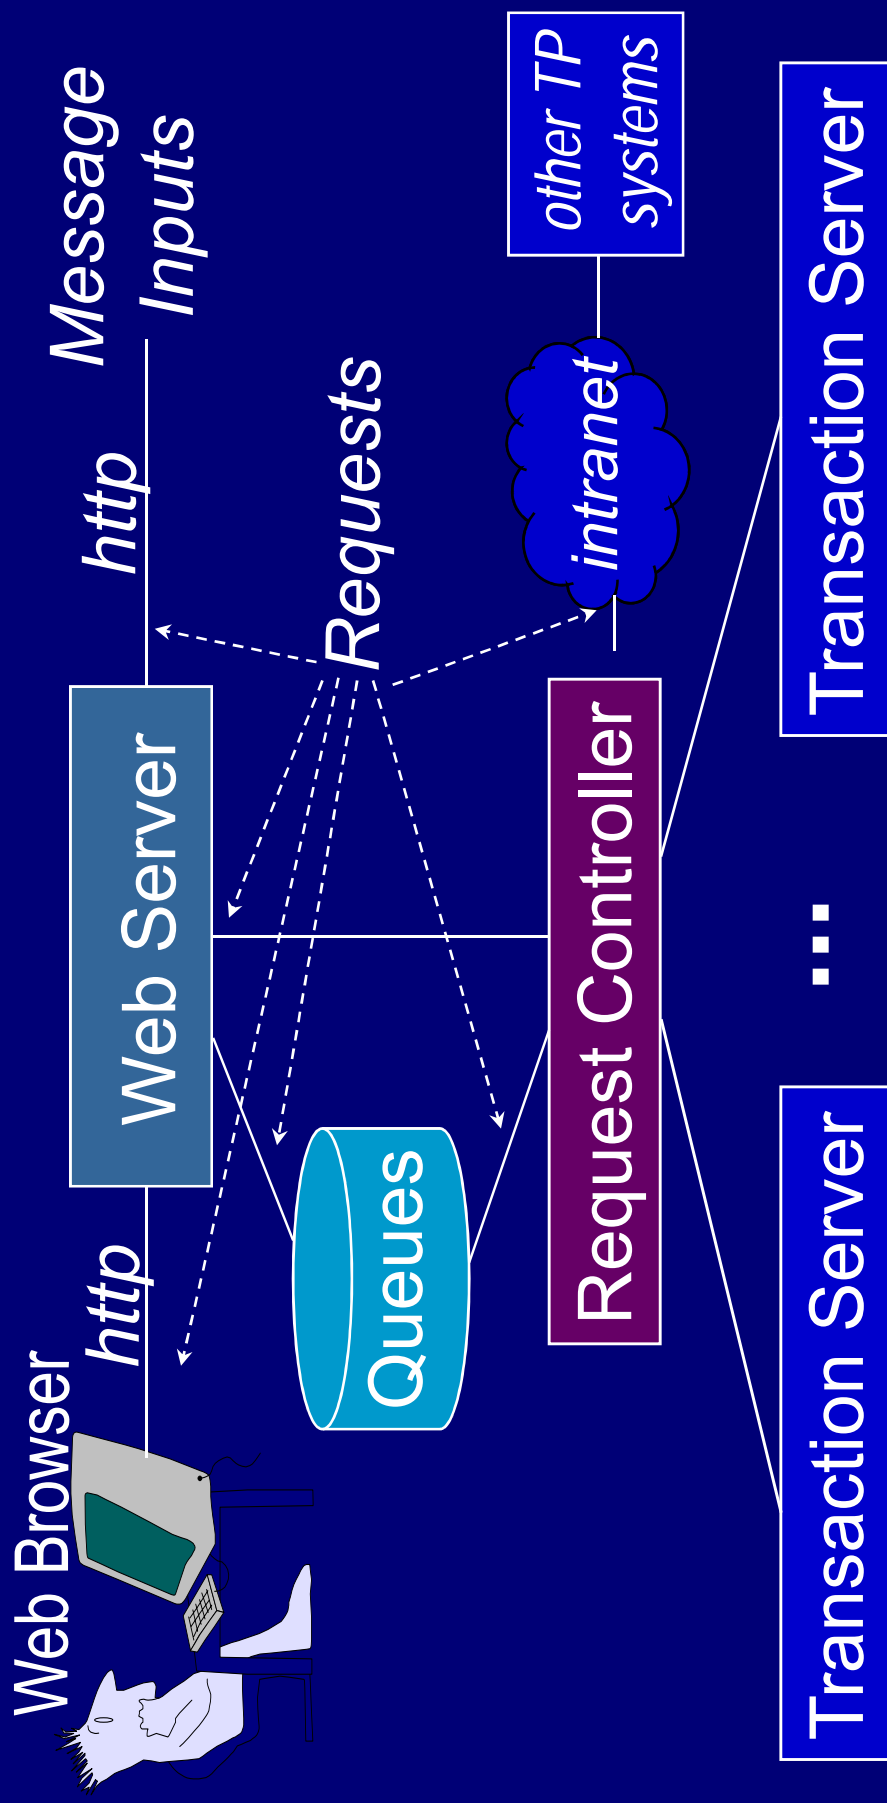 Web Browser
http
Web Server
http
Message
Inputs
Requests
Queues
Request Controller
intranet
other TP
systems
Transaction Server
...
Transaction Server